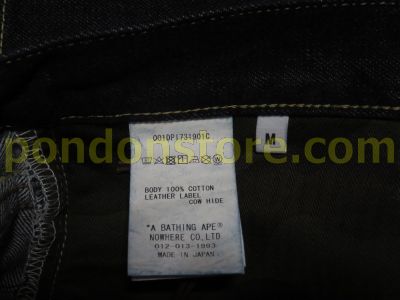 001OP1731901C
M
pondonstore.com
BODY 100% COTTON
LEATHER LABEL
COW HIDE
"A BATHING APE®
NOWHERE CO.,LTD
012-013-1993
MADE IN JAPAN